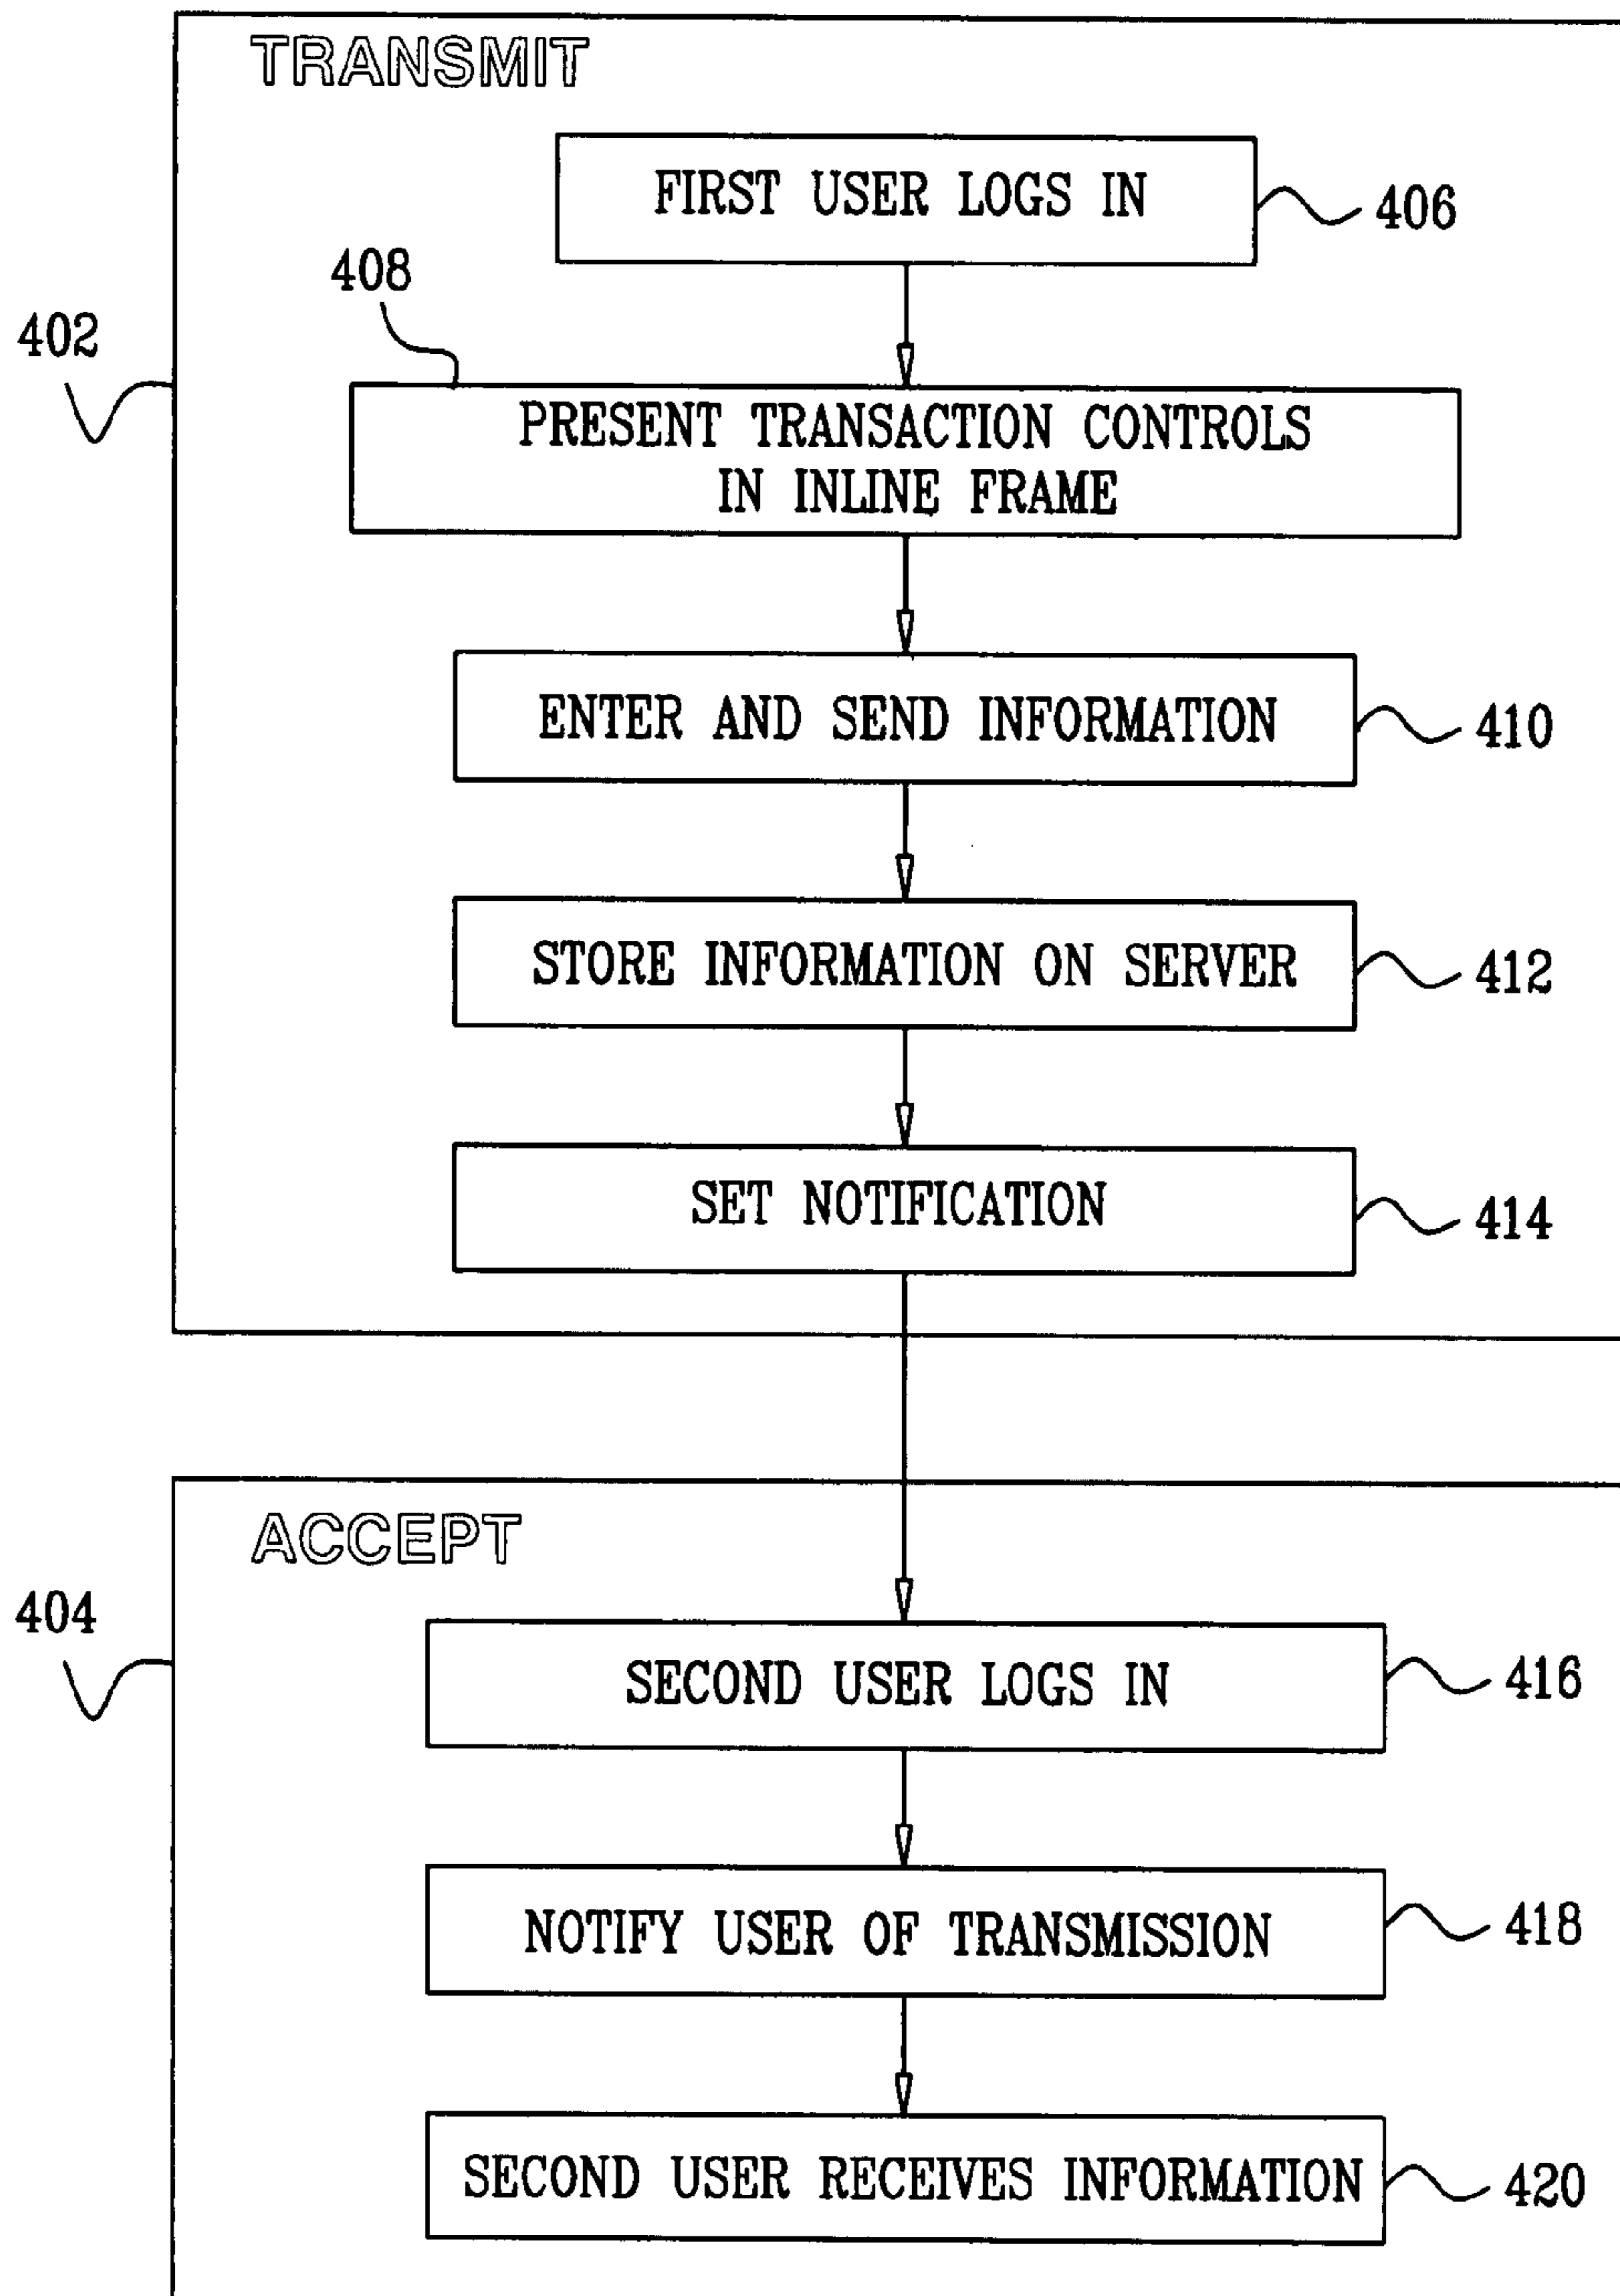 TRANSMIT
FIRST USER LOGS IN
406
408
402
PRESENT TRANSACTION CONTROLS
IN INLINE FRAME
ENTER AND SEND INFORMATION
410
STORE INFORMATION ON SERVER
412
SET NOTIFICATION
414
ACCEPT
404
SECOND USER LOGS IN
416
NOTIFY USER OF TRANSMISSION
418
SECOND USER RECEIVES INFORMATION
420